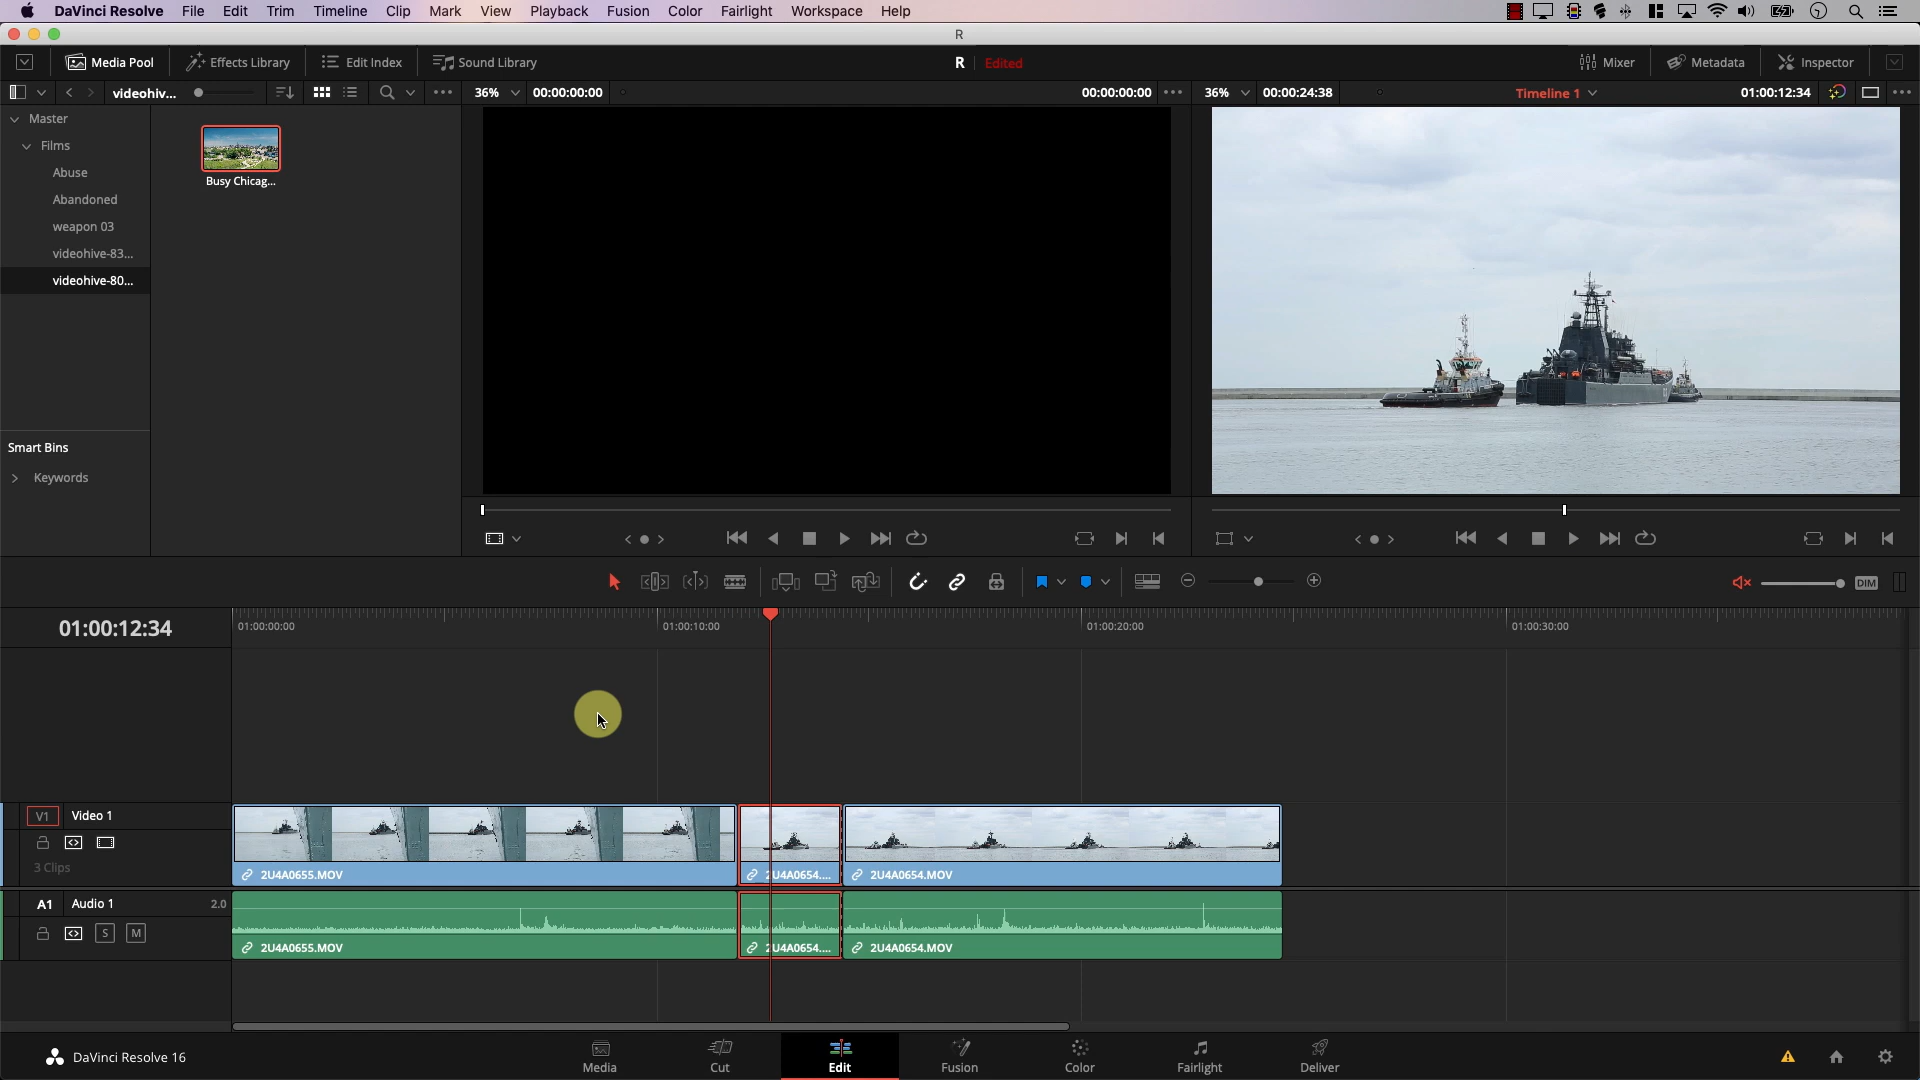 DaVinci Resolve File Edit Trim Timeline Clip Mark View Playback Fusion Color Fairlight Workspace Help
R
Media Pool Effects Library Edit Index Sound Library R Edited Mixer Metadata Inspector
videohiv... 36% 00:00:00:00 00:00:00:00 36% 00:00:24:38 Timeline 1 01:00:12:34
Master
Films
Abuse
Abandoned
weapon 03
videohive-83...
videohive-80...
Busy Chicag...
Smart Bins
Keywords
DIM
01:00:12:34
01:00:00:00 01:00:10:00 01:00:20:00 01:00:30:00
V1 Video 1
3 Clips
2U4A0655.MOV 2U4A0654.... 2U4A0654.MOV
A1 Audio 1 2.0
S M
2U4A0655.MOV 2U4A0654.... 2U4A0654.MOV
DaVinci Resolve 16
Media Cut Edit Fusion Color Fairlight Deliver